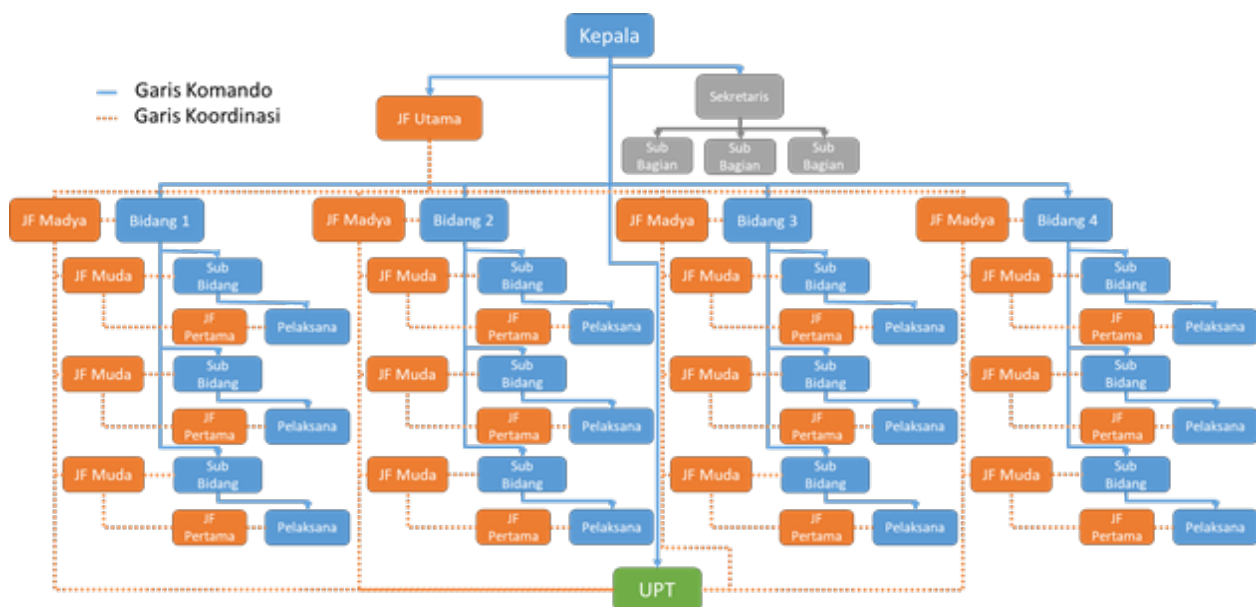 Kepala
Garis Komando
Garis Koordinasi
JF Utama
Sekretaris
Sub
Bagian
Sub
Bagian
Sub
Bagian
JF Madya
Bidang 1
JF Madya
Bidang 2
JF Madya
Bidang 3
JF Madya
Bidang 4
JF Muda
Sub
Bidang
JF Muda
Sub
Bidang
JF Muda
Sub
Bidang
JF Muda
Sub
Bidang
JF
Pertama
Pelaksana
JF
Pertama
Pelaksana
JF
Pertama
Pelaksana
JF
Pertama
Pelaksana
JF Muda
Sub
Bidang
JF Muda
Sub
Bidang
JF Muda
Sub
Bidang
JF Muda
Sub
Bidang
JF
Pertama
Pelaksana
JF
Pertama
Pelaksana
JF
Pertama
Pelaksana
JF
Pertama
Pelaksana
JF Muda
Sub
Bidang
JF Muda
Sub
Bidang
JF Muda
Sub
Bidang
JF Muda
Sub
Bidang
JF
Pertama
Pelaksana
JF
Pertama
Pelaksana
JF
Pertama
Pelaksana
JF
Pertama
Pelaksana
UPT